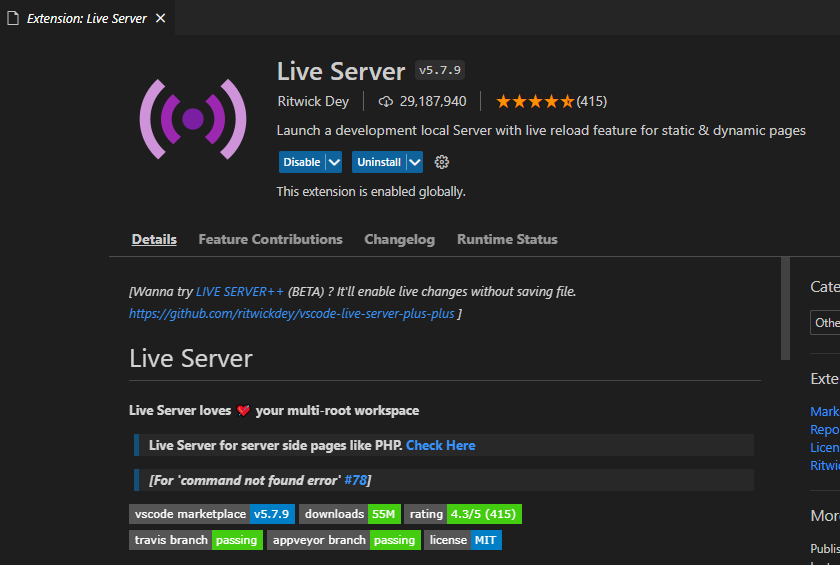 Extension: Live Server
Live Server v5.7.9
Ritwick Dey 29,187,940 (415)
Launch a development local Server with live reload feature for static & dynamic pages
Disable Uninstall
This extension is enabled globally.
Details Feature Contributions Changelog Runtime Status
[Wanna try LIVE SERVER++ (BETA) ? It'll enable live changes without saving file.
https://github.com/ritwickdey/vscode-live-server-plus-plus ]
Cate
Othe
Live Server
Exte
Live Server loves your multi-root workspace
Mark
Repo
Live Server for server side pages like PHP. Check Here
Licen
Ritwic
[For 'command not found error' #78]
vscode marketplace v5.7.9 downloads 55M rating 4.3/5 (415)
More
travis branch passing appveyor branch passing license MIT
Publis